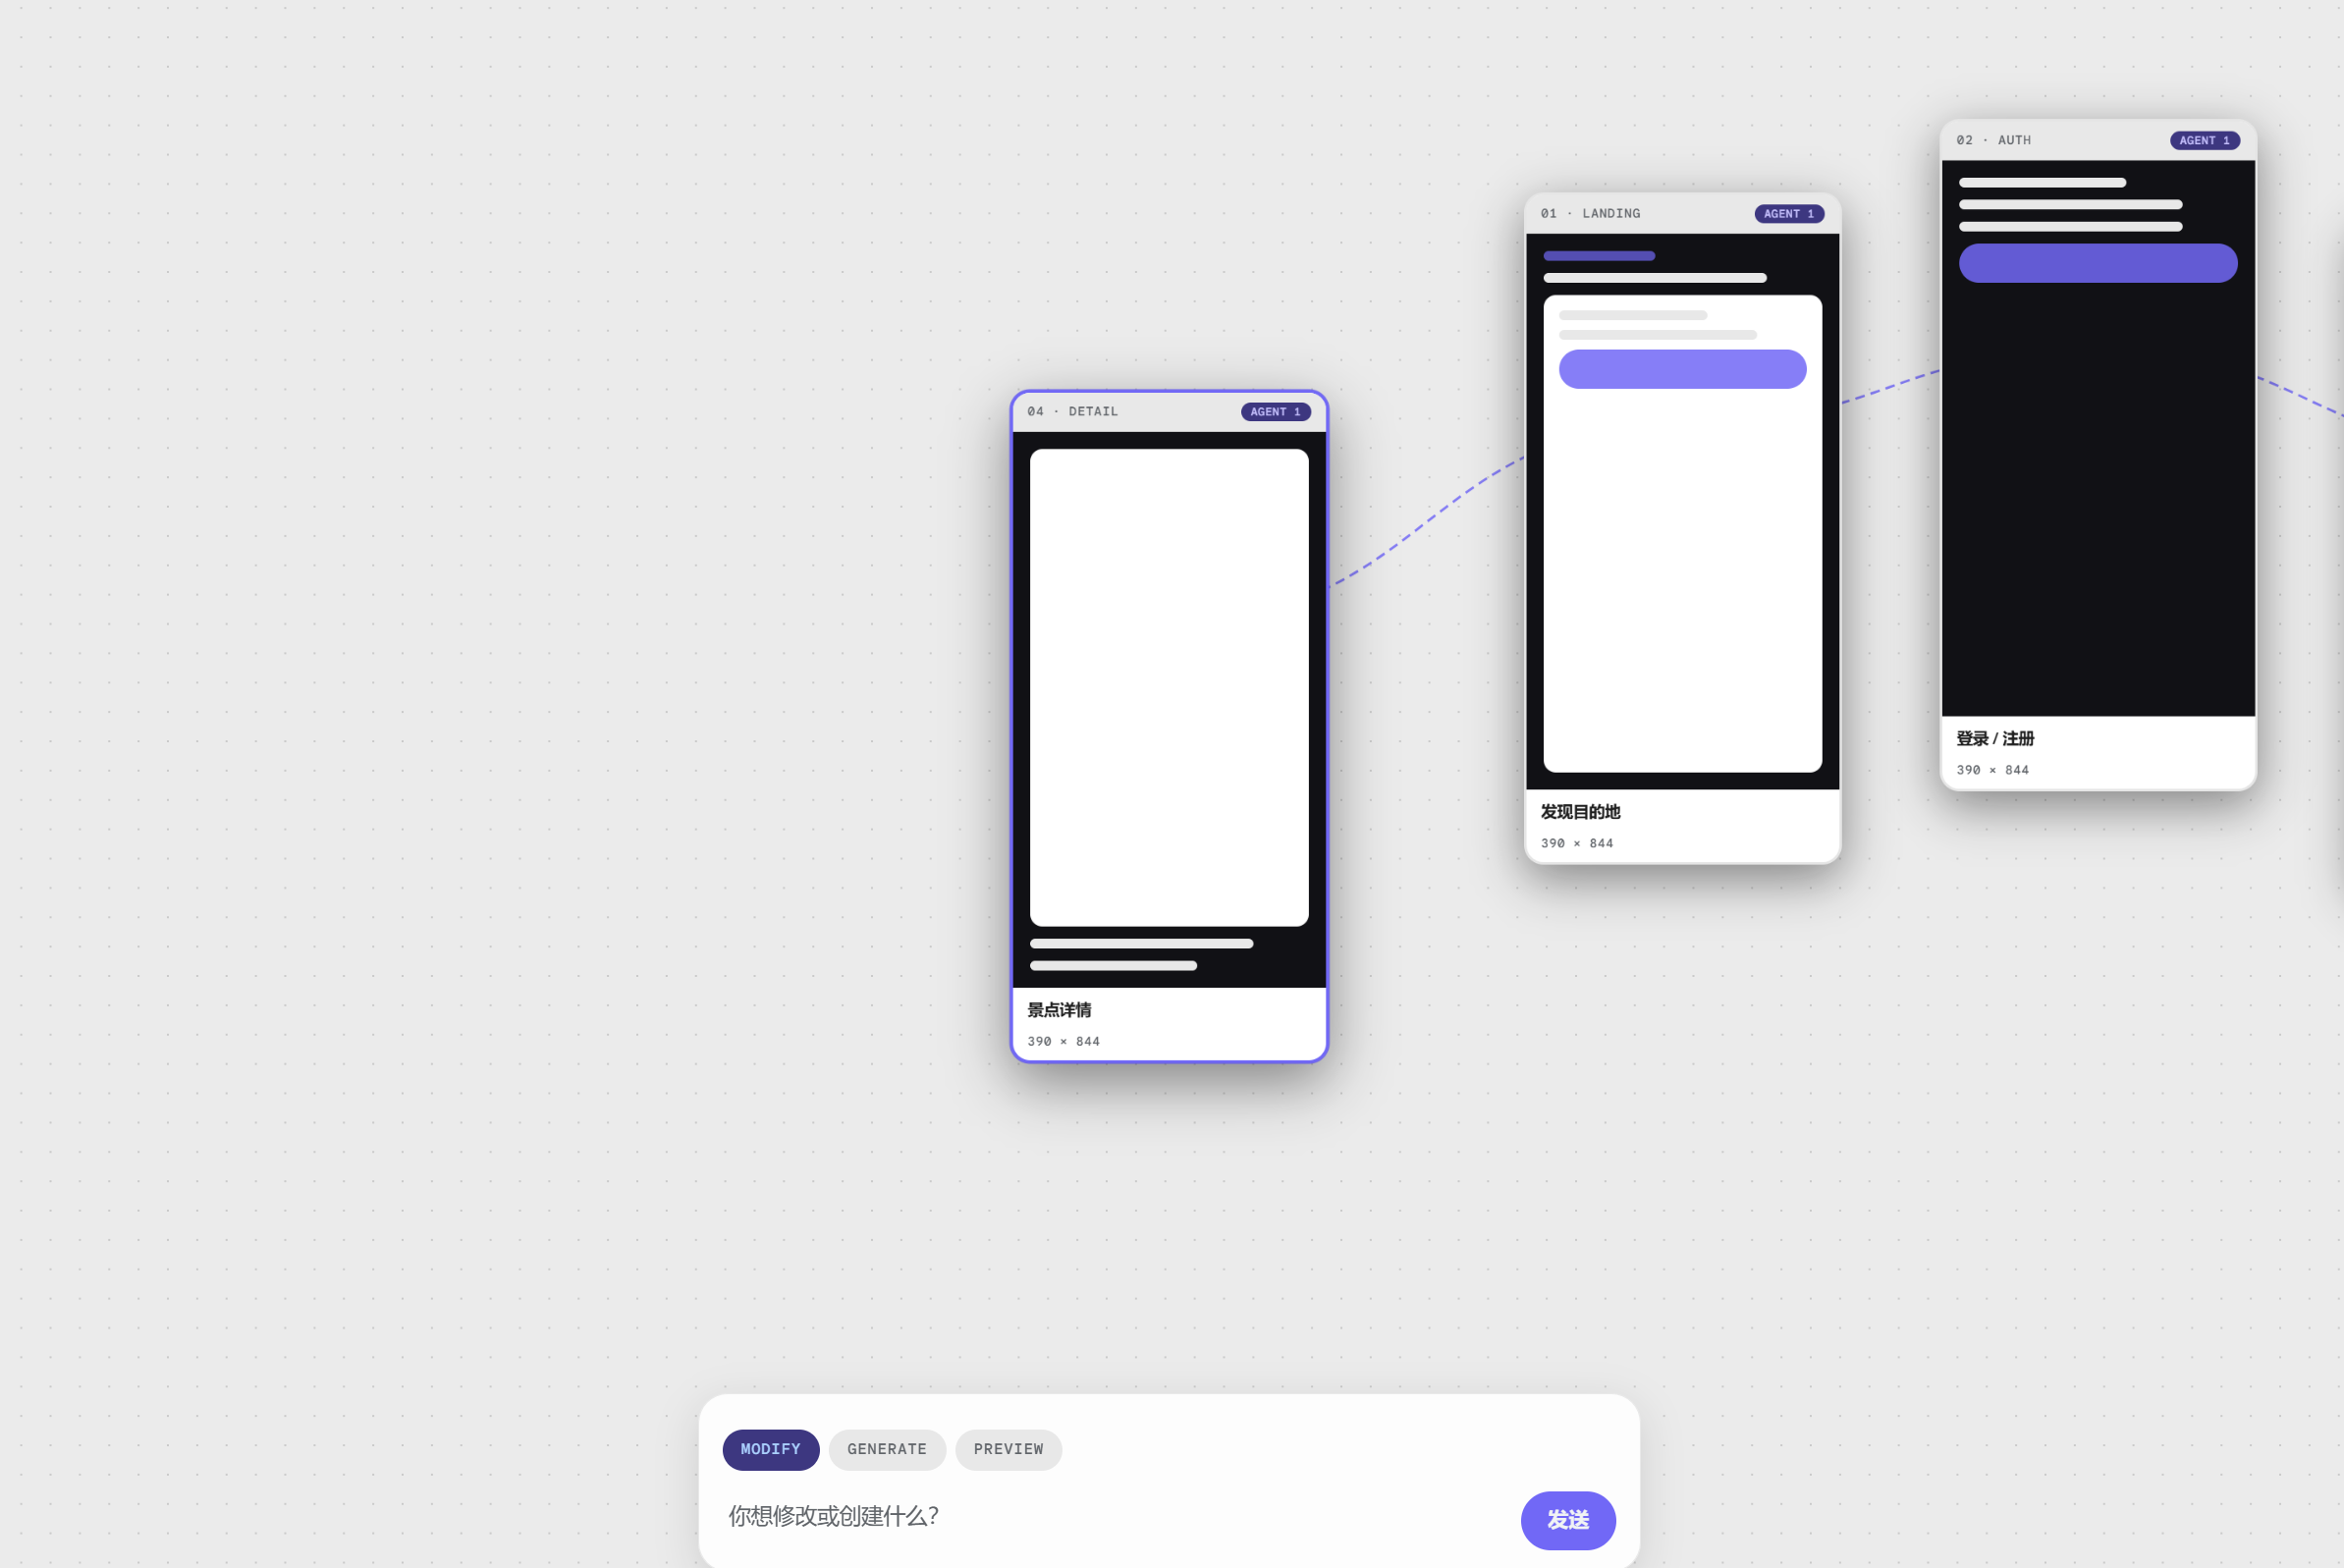 02 · AUTH
AGENT 1
01 · LANDING
AGENT 1
04 · DETAIL
AGENT 1
登录 / 注册
390 × 844
发现目的地
390 × 844
景点详情
390 × 844
MODIFY
GENERATE
PREVIEW
你想修改或创建什么?
发送